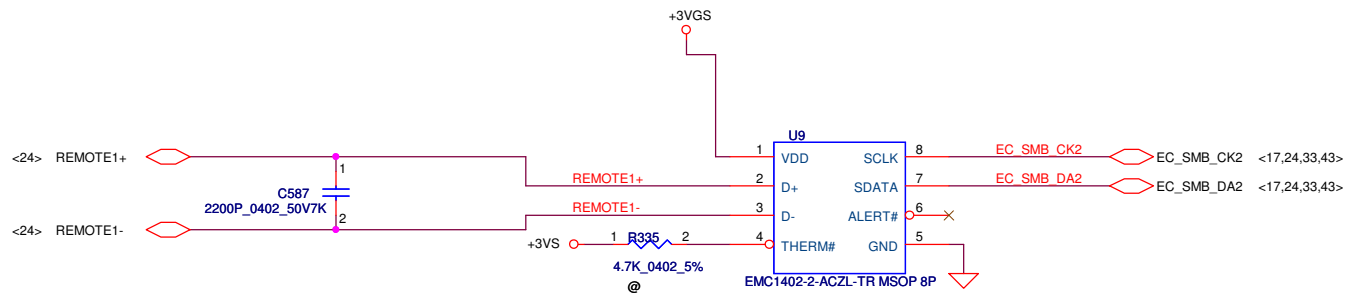 +3VGS
U9
<24> REMOTE1+
1
C587
2200P_0402_50V7K
2
<24> REMOTE1-
REMOTE1+
REMOTE1-
+3VS
1 R335 2
4.7K_0402_5%
@
1 VDD SCLK 8
2 D+ SDATA 7
3 D- ALERT# 6
4 THERM# GND 5
EMC1402-2-ACZL-TR MSOP 8P
EC_SMB_CK2 EC_SMB_CK2 <17,24,33,43>
EC_SMB_DA2 EC_SMB_DA2 <17,24,33,43>